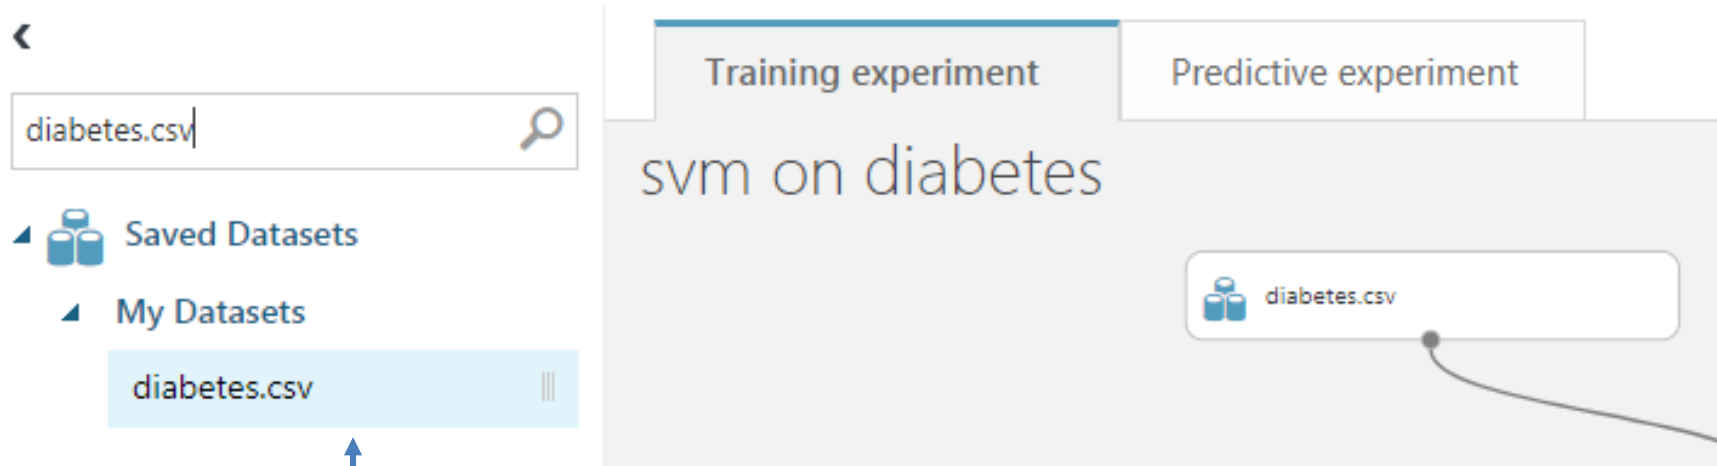 diabetes.csv
Saved Datasets
My Datasets
diabetes.csv
Training experiment
Predictive experiment
svm on diabetes
diabetes.csv